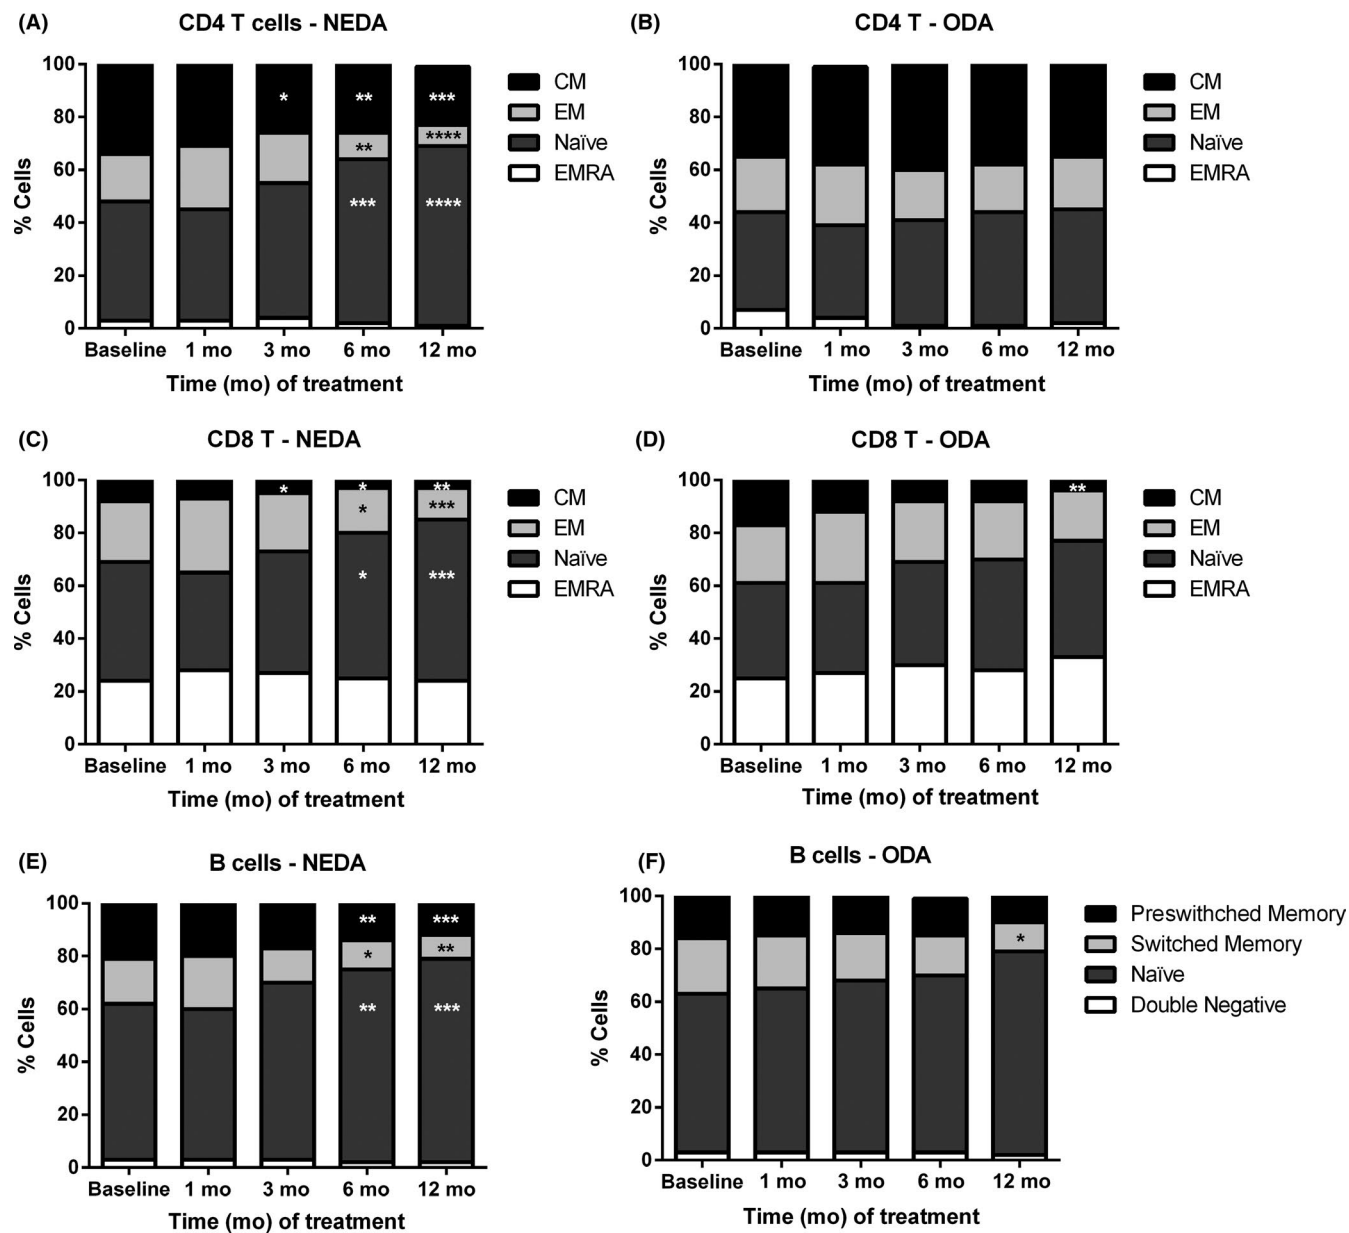 (A)
CD4 T cells - NEDA
100
80
60
40
20
0
% Cells
*
**
***
**
****
***
****
Baseline 1 mo 3 mo 6 mo 12 mo
Time (mo) of treatment
CM
EM
Naïve
EMRA
(B)
CD4 T - ODA
100
80
60
40
20
0
% Cells
Baseline 1 mo 3 mo 6 mo 12 mo
Time (mo) of treatment
CM
EM
Naïve
EMRA
(C)
CD8 T - NEDA
100
80
60
40
20
0
% Cells
*
*
**
*
***
*
***
Baseline 1 mo 3 mo 6 mo 12 mo
Time (mo) of treatment
CM
EM
Naïve
EMRA
(D)
CD8 T - ODA
100
80
60
40
20
0
% Cells
**
Baseline 1 mo 3 mo 6 mo 12 mo
Time (mo) of treatment
CM
EM
Naïve
EMRA
(E)
B cells - NEDA
100
80
60
40
20
0
% Cells
**
***
*
**
**
***
Baseline 1 mo 3 mo 6 mo 12 mo
Time (mo) of treatment
(F)
B cells - ODA
100
80
60
40
20
0
% Cells
*
Baseline 1 mo 3 mo 6 mo 12 mo
Time (mo) of treatment
Preswithched Memory
Switched Memory
Naïve
Double Negative